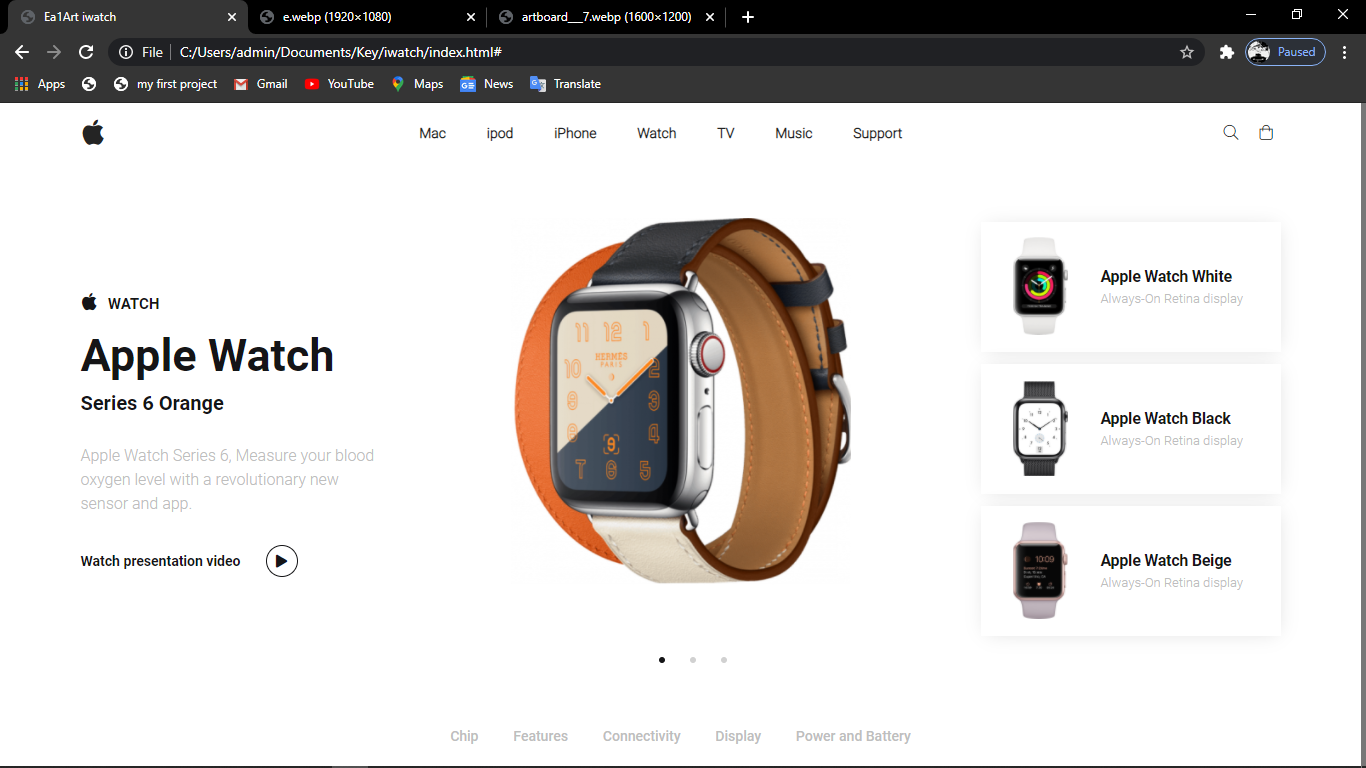 Ea1Art iwatch
e.webp (1920×1080)
artboard___7.webp (1600×1200)
File
C:/Users/admin/Documents/Key/iwatch/index.html#
Paused
Apps
my first project
Gmail
YouTube
Maps
News
Translate
Mac
ipod
iPhone
Watch
TV
Music
Support
WATCH
Apple Watch
Series 6 Orange
Apple Watch Series 6, Measure your blood
oxygen level with a revolutionary new
sensor and app.
Watch presentation video
11 12 1
10 HERMÈS 2
PARIS
9 3
8 4
7 6 5
Apple Watch White
Always-On Retina display
Apple Watch Black
Always-On Retina display
10:09
Apple Watch Beige
Always-On Retina display
Chip
Features
Connectivity
Display
Power and Battery